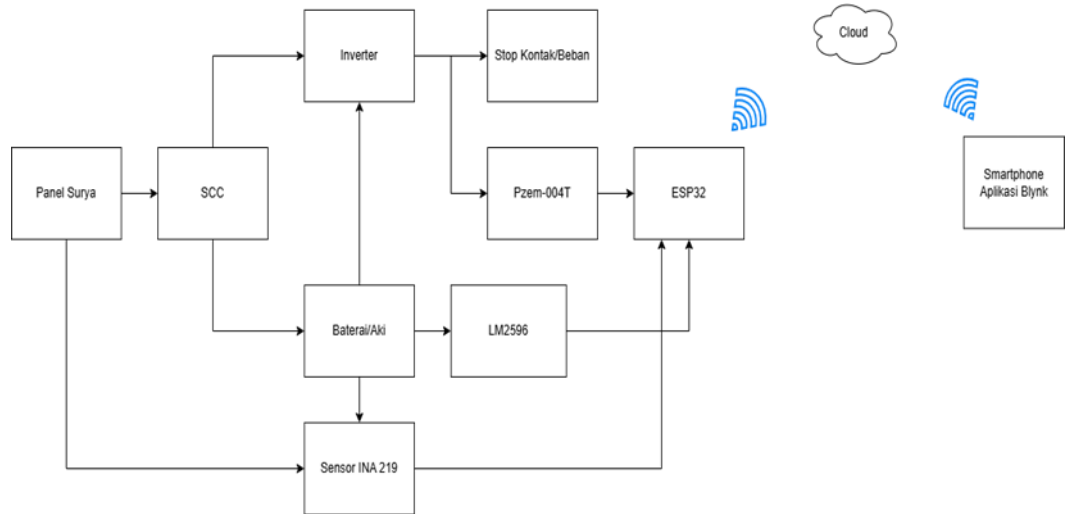 Cloud
Inverter
Stop Kontak/Beban
Panel Surya
SCC
Pzem-004T
ESP32
Smartphone
Aplikasi Blynk
Baterai/Aki
LM2596
Sensor INA 219